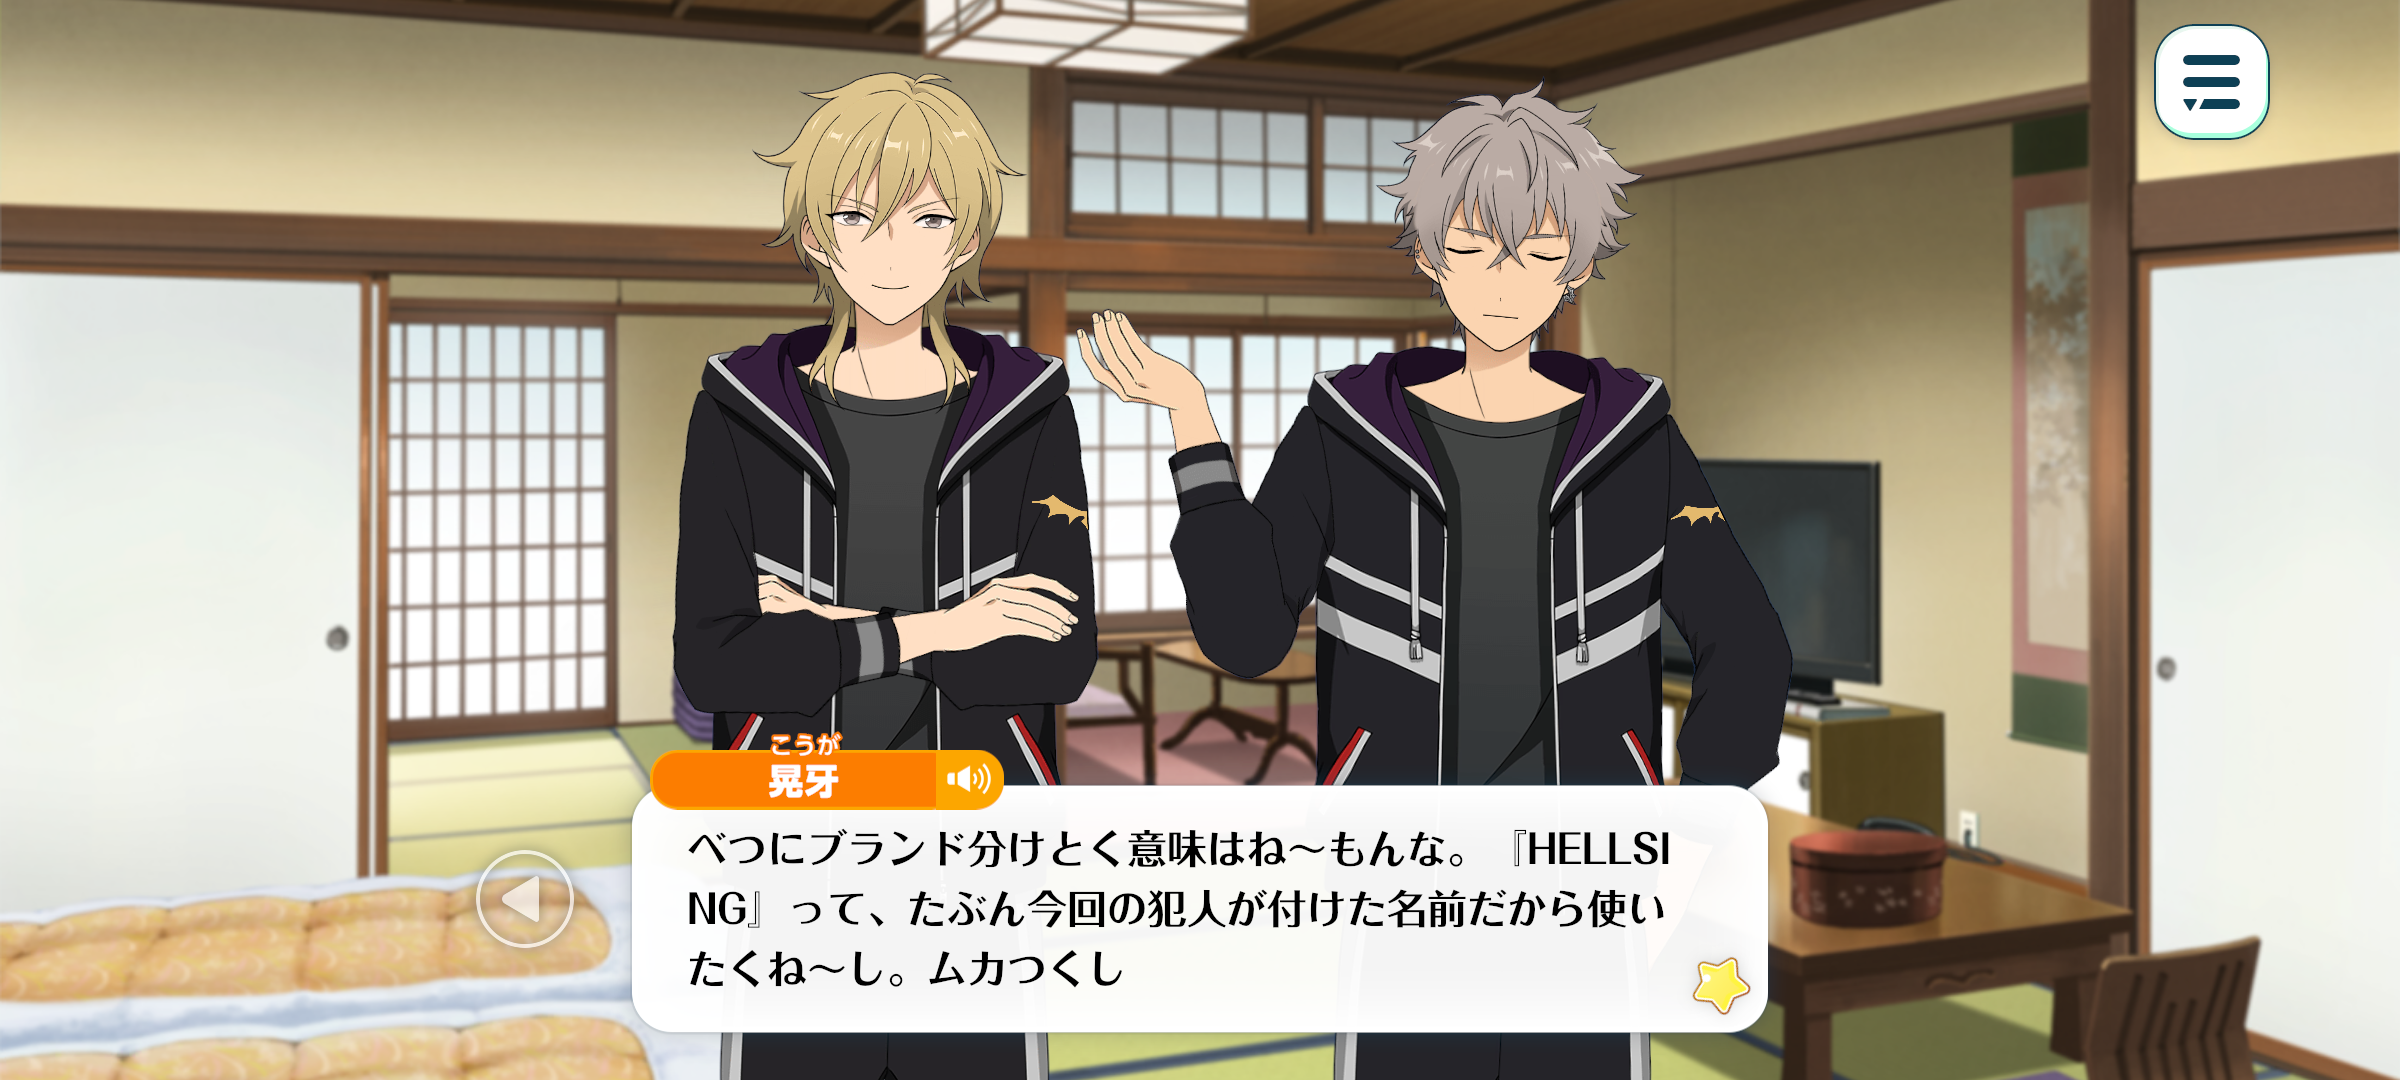 こうが
晃牙
べつにブランド分けとく意味はね～もんな。『HELLSI
NG』って、たぶん今回の犯人が付けた名前だから使い
たくね～し。ムカつくし